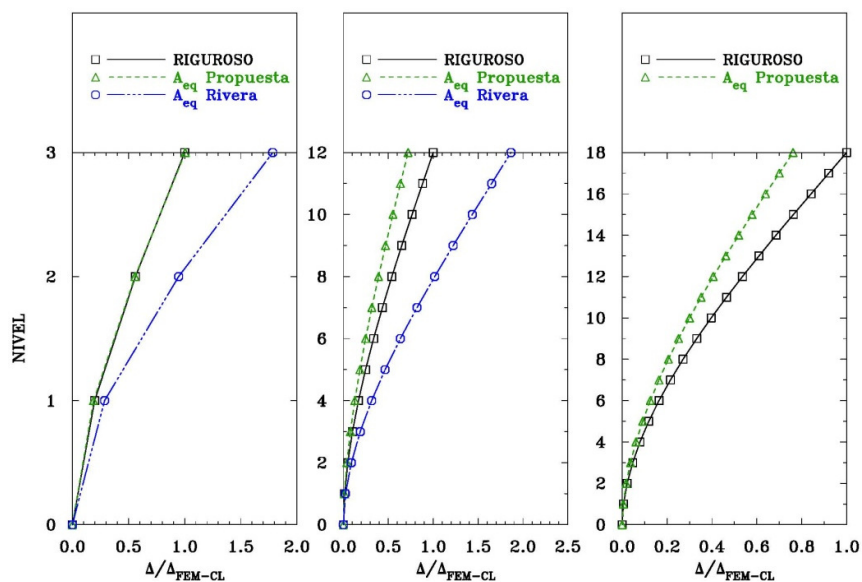 RIGUROSO
A_eq Propuesta
A_eq Rivera
3
2
1
0
NIVEL
0.0 0.5 1.0 1.5 2.0
Δ/Δ_FEM-CL
RIGUROSO
A_eq Propuesta
A_eq Rivera
12
10
8
6
4
2
0
0.0 0.5 1.0 1.5 2.0 2.5
Δ/Δ_FEM-CL
RIGUROSO
A_eq Propuesta
18
16
14
12
10
8
6
4
2
0
0.0 0.2 0.4 0.6 0.8 1.0
Δ/Δ_FEM-CL